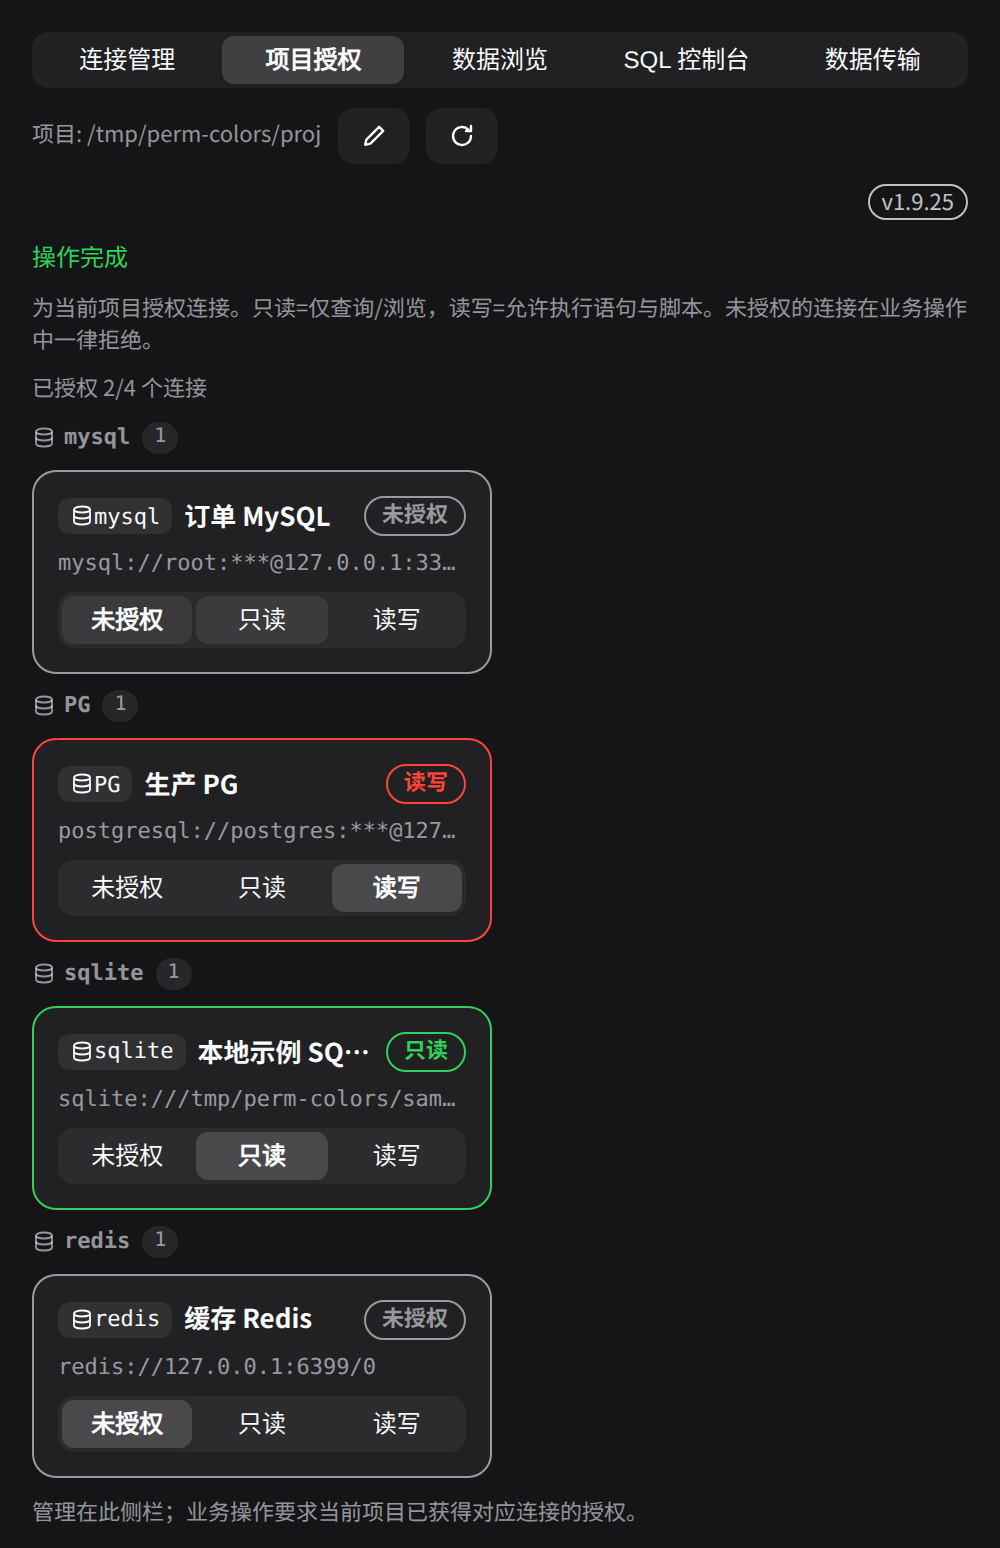 连接管理 项目授权 数据浏览 SQL 控制台 数据传输
项目: /tmp/perm-colors/proj
v1.9.25
操作完成
为当前项目授权连接。只读=仅查询/浏览，读写=允许执行语句与脚本。未授权的连接在业务操作
中一律拒绝。
已授权 2/4 个连接
mysql 1
mysql 订单 MySQL 未授权
mysql://root:***@127.0.0.1:33…
未授权 只读 读写
PG 1
PG 生产 PG 读写
postgresql://postgres:***@127…
未授权 只读 读写
sqlite 1
sqlite 本地示例 SQ… 只读
sqlite:///tmp/perm-colors/sam…
未授权 只读 读写
redis 1
redis 缓存 Redis 未授权
redis://127.0.0.1:6399/0
未授权 只读 读写
管理在此侧栏；业务操作要求当前项目已获得对应连接的授权。